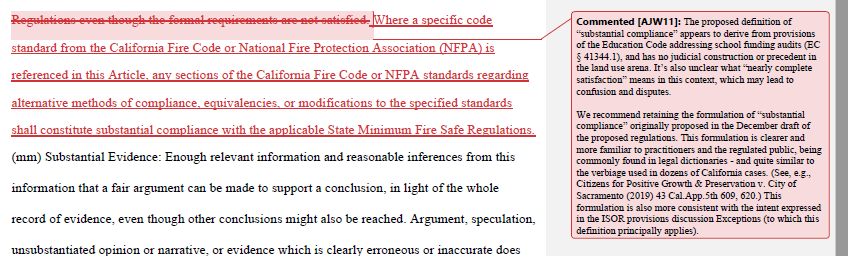 Regulations even though the formal requirements are not satisfied. Where a specific code
standard from the California Fire Code or National Fire Protection Association (NFPA) is
referenced in this Article, any sections of the California Fire Code or NFPA standards regarding
alternative methods of compliance, equivalencies, or modifications to the specified standards
shall constitute substantial compliance with the applicable State Minimum Fire Safe Regulations.
(mm) Substantial Evidence: Enough relevant information and reasonable inferences from this
information that a fair argument can be made to support a conclusion, in light of the whole
record of evidence, even though other conclusions might also be reached. Argument, speculation,
unsubstantiated opinion or narrative, or evidence which is clearly erroneous or inaccurate does
Commented [AJW11]: The proposed definition of
“substantial compliance” appears to derive from provisions
of the Education Code addressing school funding audits (EC
§ 41344.1), and has no judicial construction or precedent in
the land use arena. It’s also unclear what “nearly complete
satisfaction” means in this context, which may lead to
confusion and disputes.
We recommend retaining the formulation of “substantial
compliance” originally proposed in the December draft of
the proposed regulations. This formulation is clearer and
more familiar to practitioners and the regulated public, being
commonly found in legal dictionaries - and quite similar to
the verbiage used in dozens of California cases. (See, e.g.,
Citizens for Positive Growth & Preservation v. City of
Sacramento (2019) 43 Cal.App.5th 609, 620.) This
formulation is also more consistent with the intent expressed
in the ISOR provisions discussion Exceptions (to which this
definition principally applies).